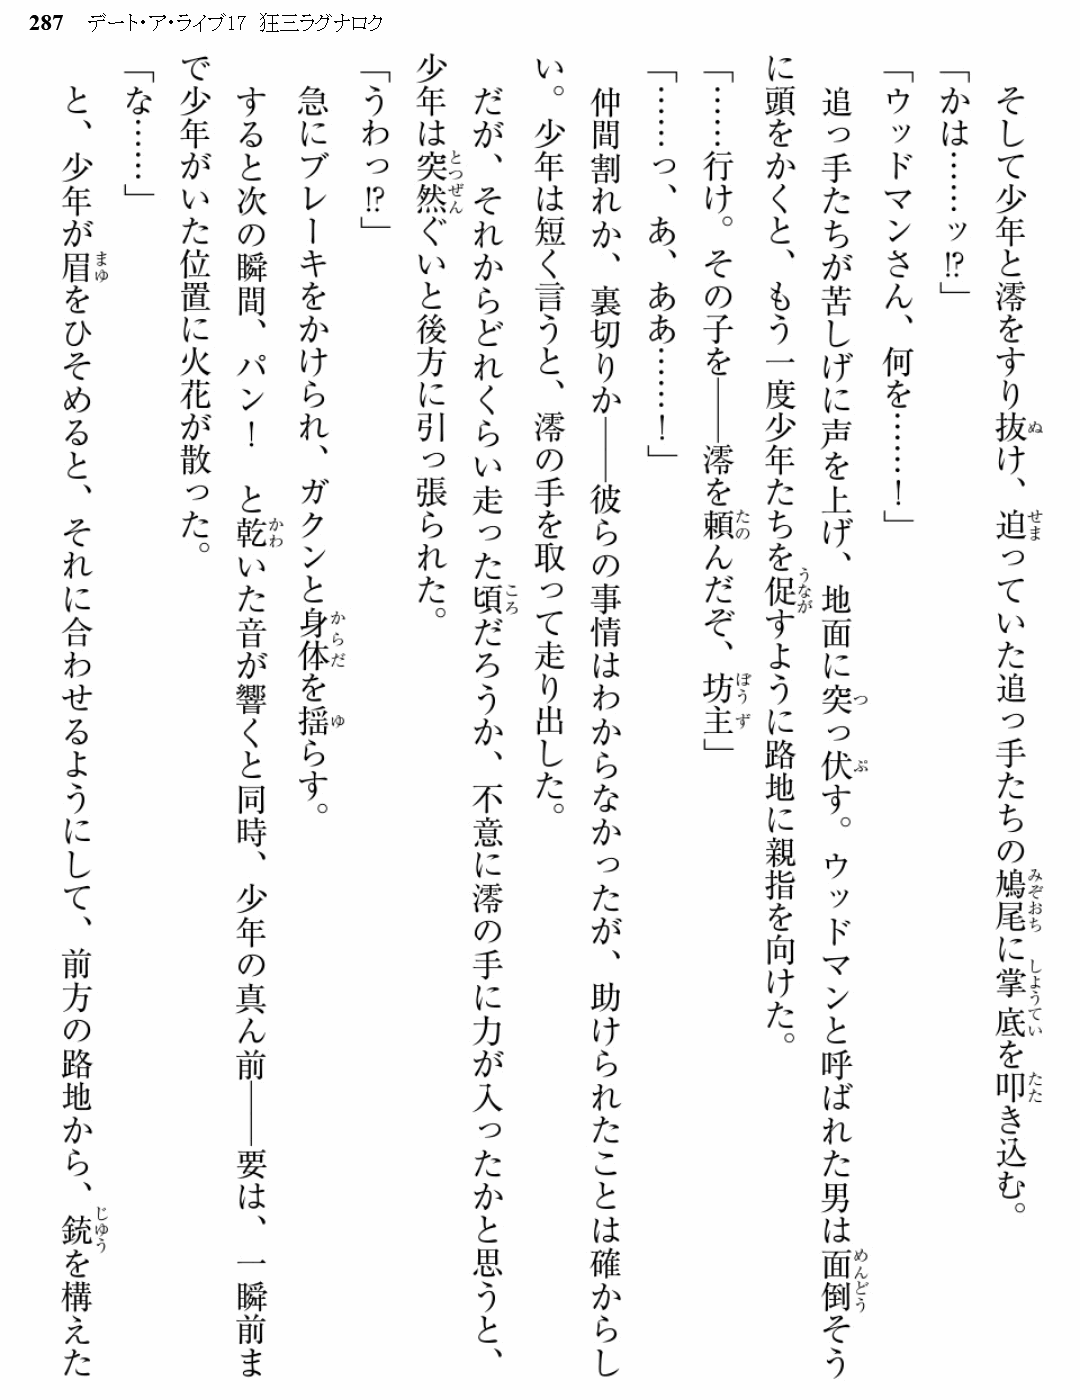 287 デート・ア・ライブ17 狂三ラグナロク
そして少年と澪をすり抜け、迫っていた追っ手たちの鳩尾に掌底を叩き込む。
「かは……ッ⁉」
「ウッドマンさん、何を……！」
追っ手たちが苦しげに声を上げ、地面に突っ伏す。ウッドマンと呼ばれた男は面倒そう
に頭をかくと、もう一度少年たちを促すように路地に親指を向けた。
「……行け。その子を――澪を頼んだぞ、坊主」
「……っ、あ、ああ……！」
仲間割れか、裏切りか――彼らの事情はわからなかったが、助けられたことは確からし
い。少年は短く言うと、澪の手を取って走り出した。
だが、それからどれくらい走った頃だろうか、不意に澪の手に力が入ったかと思うと、
少年は突然ぐいと後方に引っ張られた。
「うわっ⁉」
急にブレーキをかけられ、ガクンと身体を揺らす。
すると次の瞬間、パン！　と乾いた音が響くと同時、少年の真ん前――要は、一瞬前ま
で少年がいた位置に火花が散った。
「な……」
と、少年が眉をひそめると、それに合わせるようにして、前方の路地から、銃を構えた